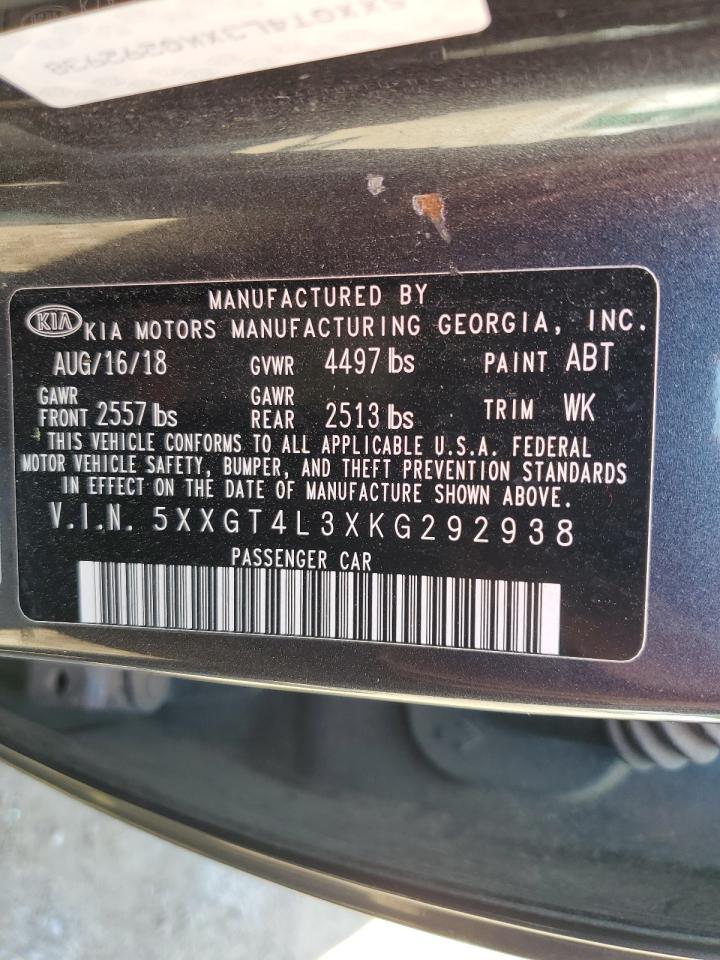 5XXGT4L3XKG292938
MANUFACTURED BY
KIA KIA MOTORS MANUFACTURING GEORGIA, INC.
AUG/16/18 GVWR 4497 lbs PAINT ABT
GAWR FRONT 2557 lbs GAWR REAR 2513 lbs TRIM WK
THIS VEHICLE CONFORMS TO ALL APPLICABLE U.S.A. FEDERAL
MOTOR VEHICLE SAFETY, BUMPER, AND THEFT PREVENTION STANDARDS
IN EFFECT ON THE DATE OF MANUFACTURE SHOWN ABOVE.
V.I.N. 5XXGT4L3XKG292938
PASSENGER CAR